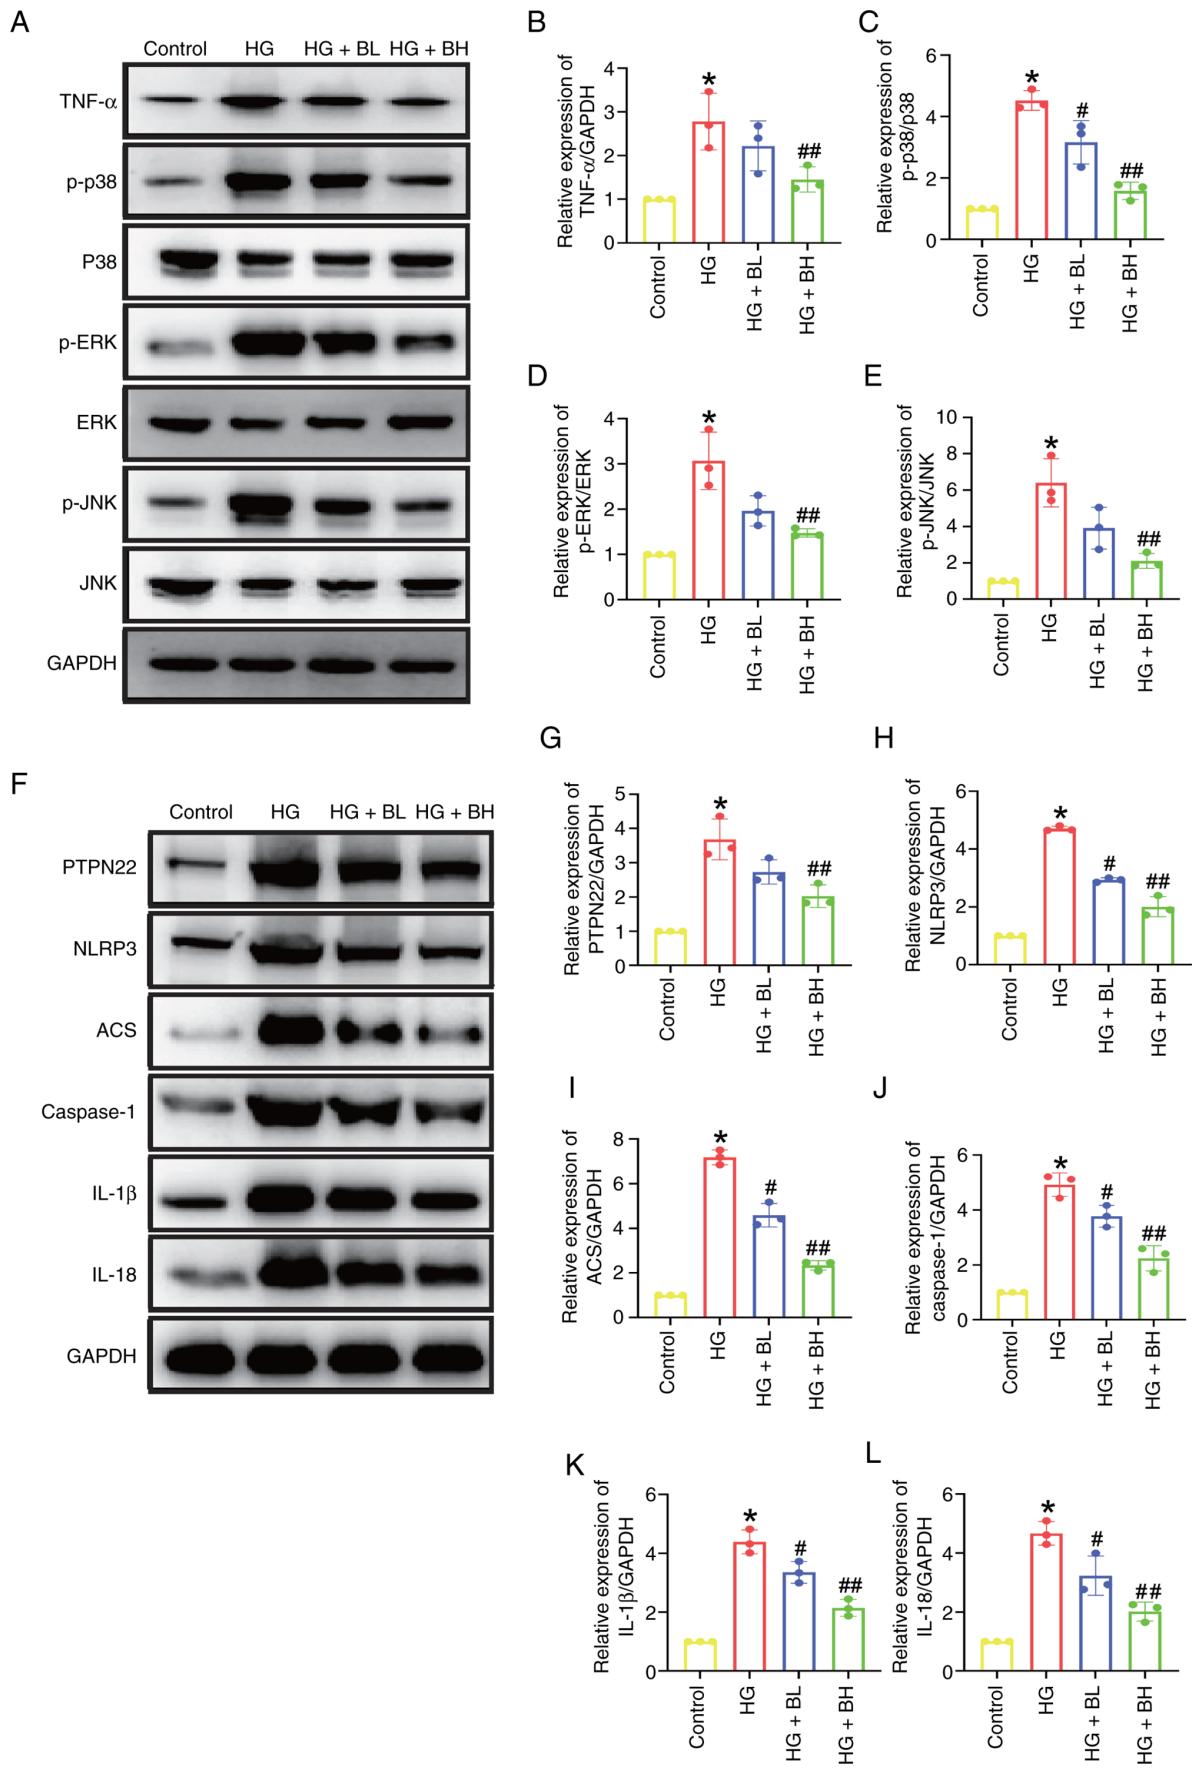 A
Control HG HG + BL HG + BH
TNF-α
p-p38
P38
p-ERK
ERK
p-JNK
JNK
GAPDH
B
Relative expression of
TNF-α/GAPDH
4
3
2
1
0
*
##
Control
HG
HG + BL
HG + BH
C
Relative expression of
p-p38/p38
6
4
2
0
*
#
##
Control
HG
HG + BL
HG + BH
D
Relative expression of
p-ERK/ERK
4
3
2
1
0
*
##
Control
HG
HG + BL
HG + BH
E
Relative expression of
p-JNK/JNK
10
8
6
4
2
0
*
##
Control
HG
HG + BL
HG + BH
F
Control HG HG + BL HG + BH
PTPN22
NLRP3
ACS
Caspase-1
IL-1β
IL-18
GAPDH
G
Relative expression of
PTPN22/GAPDH
5
4
3
2
1
0
*
##
Control
HG
HG + BL
HG + BH
H
Relative expression of
NLRP3/GAPDH
6
4
2
0
*
#
##
Control
HG
HG + BL
HG + BH
I
Relative expression of
ACS/GAPDH
8
6
4
2
0
*
#
##
Control
HG
HG + BL
HG + BH
J
Relative expression of
caspase-1/GAPDH
6
4
2
0
*
#
##
Control
HG
HG + BL
HG + BH
K
Relative expression of
IL-1β/GAPDH
6
4
2
0
*
#
##
Control
HG
HG + BL
HG + BH
L
Relative expression of
IL-18/GAPDH
6
4
2
0
*
#
##
Control
HG
HG + BL
HG + BH